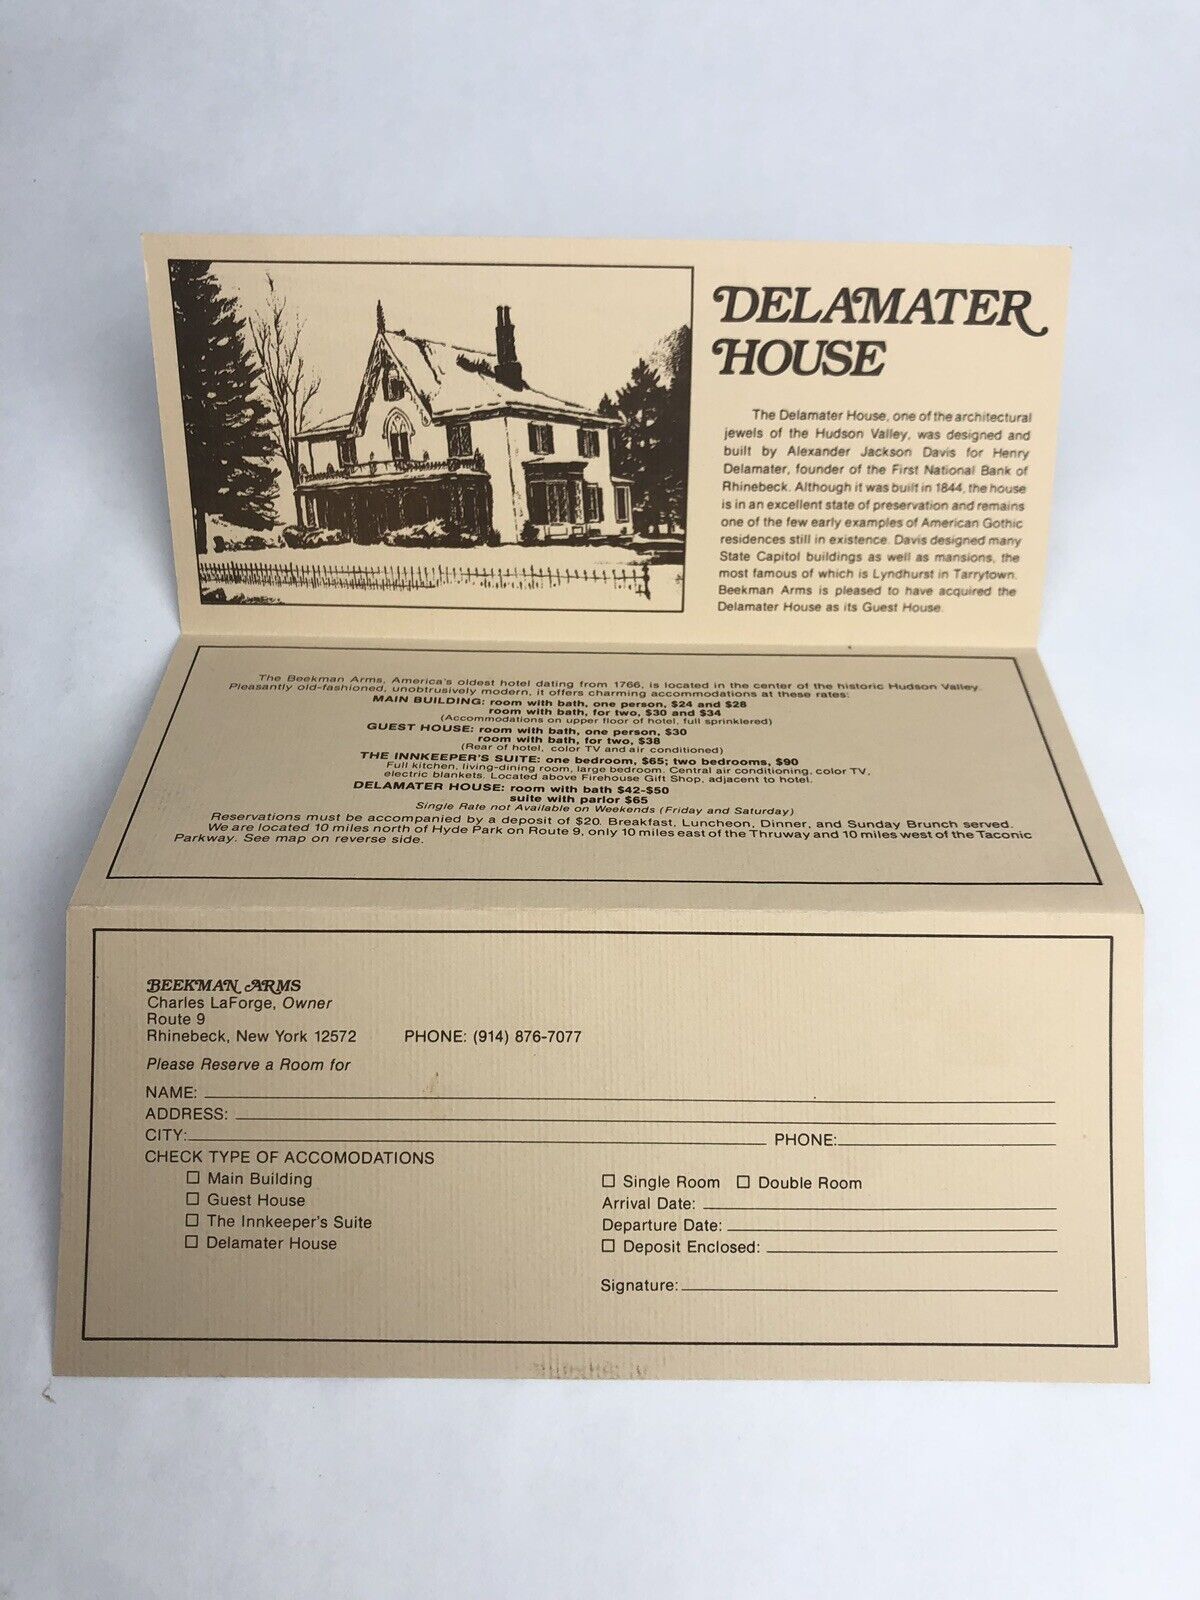 DELAMATER
HOUSE
The Delamater House, one of the architectural
jewels of the Hudson Valley, was designed and
built by Alexander Jackson Davis for Henry
Delamater, founder of the First National Bank of
Rhinebeck. Although it was built in 1844, the house
is in an excellent state of preservation and remains
one of the few early examples of American Gothic
residences still in existence. Davis designed many
State Capitol buildings as well as mansions, the
most famous of which is Lyndhurst in Tarrytown.
Beekman Arms is pleased to have acquired the
Delamater House as its Guest House.
The Beekman Arms, America's oldest hotel dating from 1766, is located in the center of the historic Hudson Valley.
Pleasantly old-fashioned, unobtrusively modern, it offers charming accommodations at these rates:
MAIN BUILDING: room with bath, one person, $24 and $28
room with bath, for two, $30 and $34
(Accommodations on upper floor of hotel, full sprinklered)
GUEST HOUSE: room with bath, one person, $30
room with bath, for two, $38
(Rear of hotel, color TV and air conditioned)
THE INNKEEPER'S SUITE: one bedroom, $65; two bedrooms, $90
Full kitchen, living-dining room, large bedroom. Central air conditioning, color TV,
electric blankets. Located above Firehouse Gift Shop, adjacent to hotel.
DELAMATER HOUSE: room with bath $42-$50
suite with parlor $65
Single Rate not Available on Weekends (Friday and Saturday)
Reservations must be accompanied by a deposit of $20. Breakfast, Luncheon, Dinner, and Sunday Brunch served.
We are located 10 miles north of Hyde Park on Route 9, only 10 miles east of the Thruway and 10 miles west of the Taconic
Parkway. See map on reverse side.
BEEKMAN ARMS
Charles LaForge, Owner
Route 9
Rhinebeck, New York 12572 PHONE: (914) 876-7077
Please Reserve a Room for
NAME:
ADDRESS:
CITY: PHONE:
CHECK TYPE OF ACCOMODATIONS
Main Building
Guest House
The Innkeeper's Suite
Delamater House
Single Room Double Room
Arrival Date:
Departure Date:
Deposit Enclosed:
Signature: